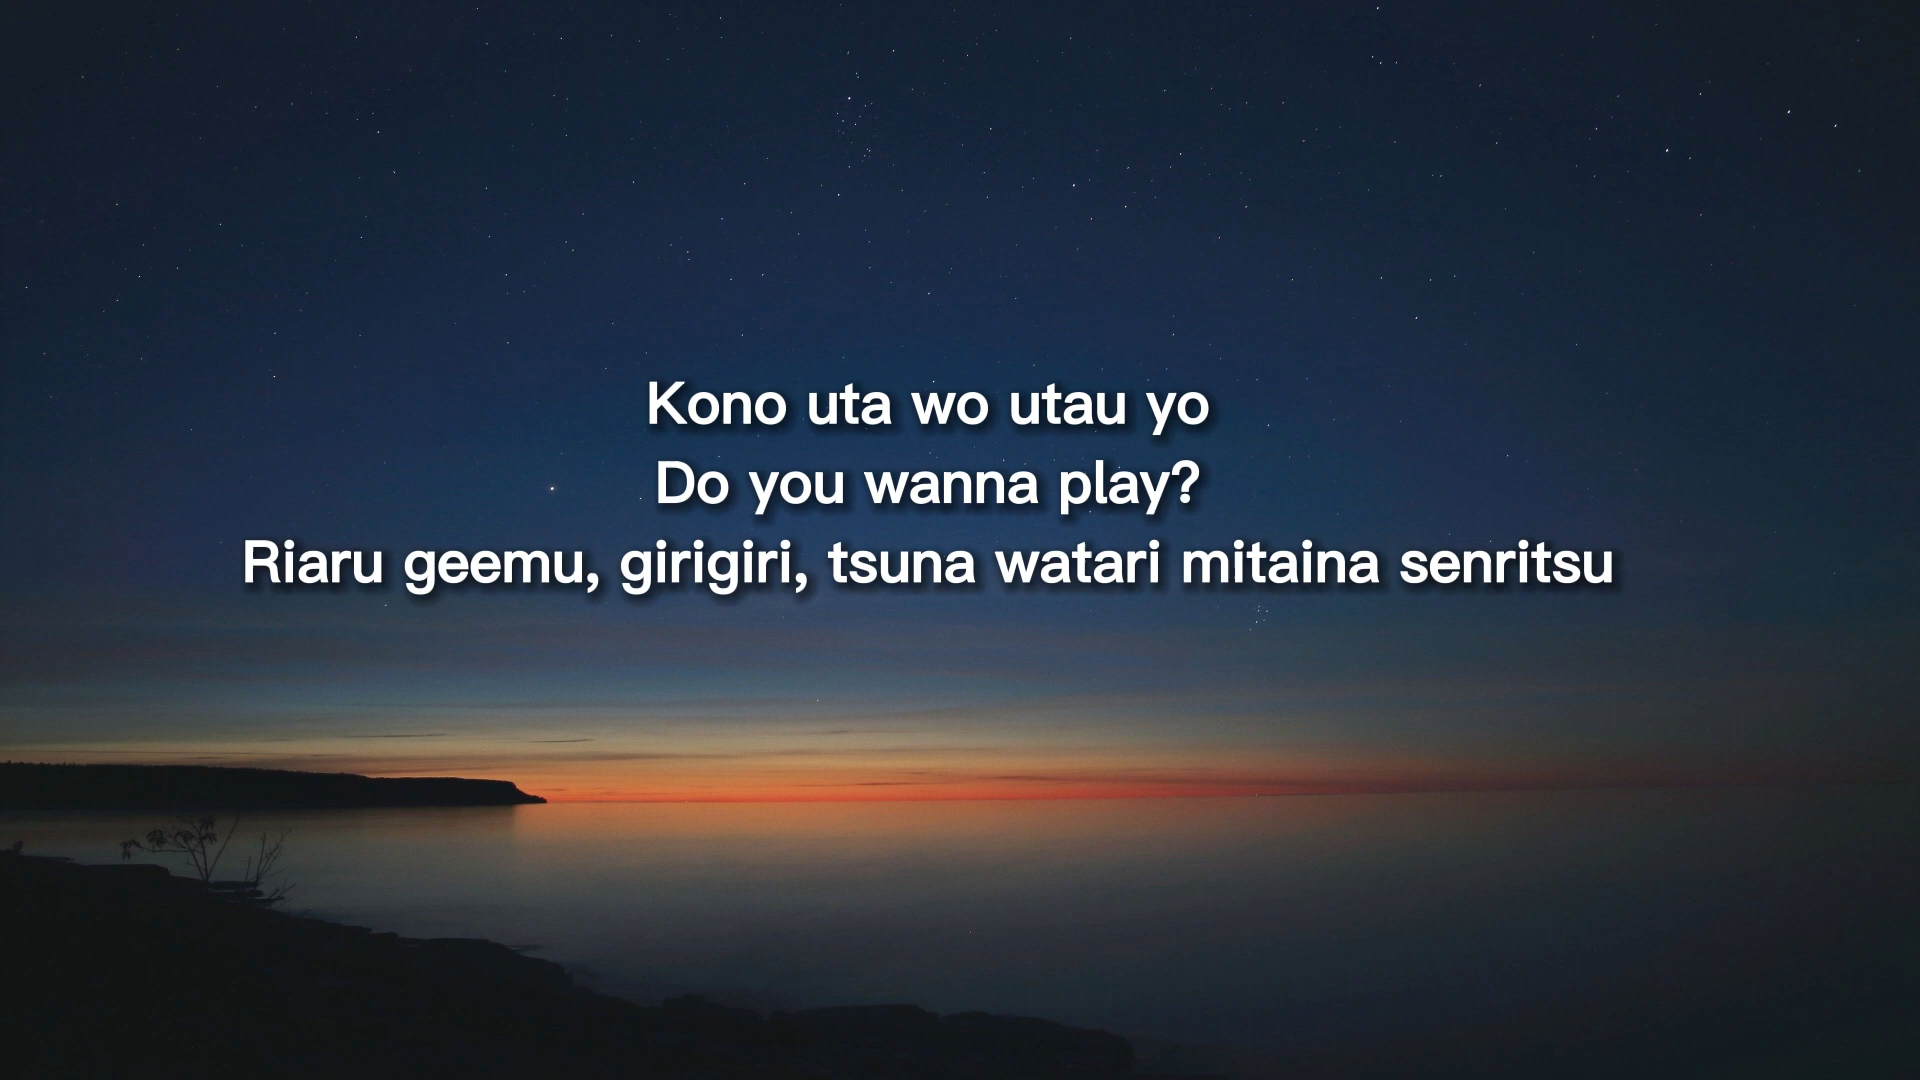 Kono uta wo utau yo
Do you wanna play?
Riaru geemu, girigiri, tsuna watari mitaina senritsu